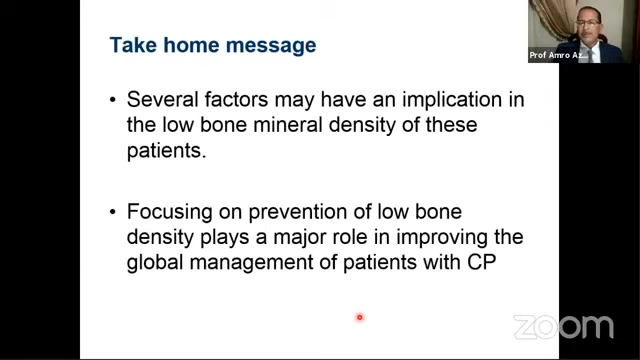 Take home message
Prof Amro Az...
• Several factors may have an implication in
the low bone mineral density of these
patients.
• Focusing on prevention of low bone
density plays a major role in improving the
global management of patients with CP
zoom